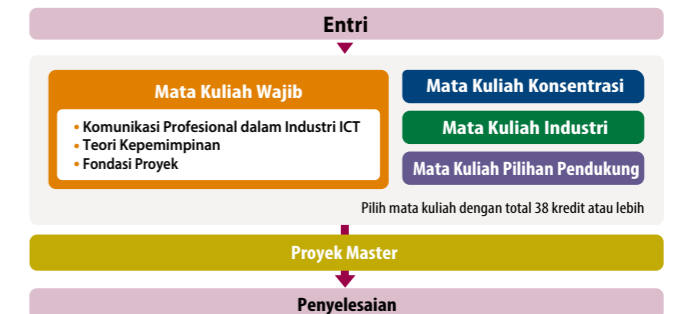 Entri
Mata Kuliah Wajib
• Komunikasi Profesional dalam Industri ICT
• Teori Kepemimpinan
• Fondasi Proyek
Mata Kuliah Konsentrasi
Mata Kuliah Industri
Mata Kuliah Pilihan Pendukung
Pilih mata kuliah dengan total 38 kredit atau lebih
Proyek Master
Penyelesaian